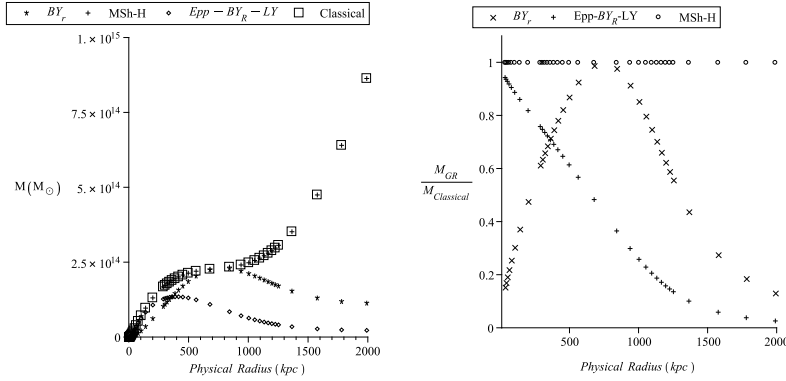 BY_r MSh-H Epp − BY_R − LY Classical
1. × 10^15
7.5 × 10^14
M(M_⊙)
5. × 10^14
2.5 × 10^14
0
0 500 1000 1500 2000
Physical Radius (kpc)
BY_r Epp-BY_R-LY MSh-H
1
0.8
0.6
M_GR
M_Classical
0.4
0.2
0
500 1000 1500 2000
Physical Radius (kpc)